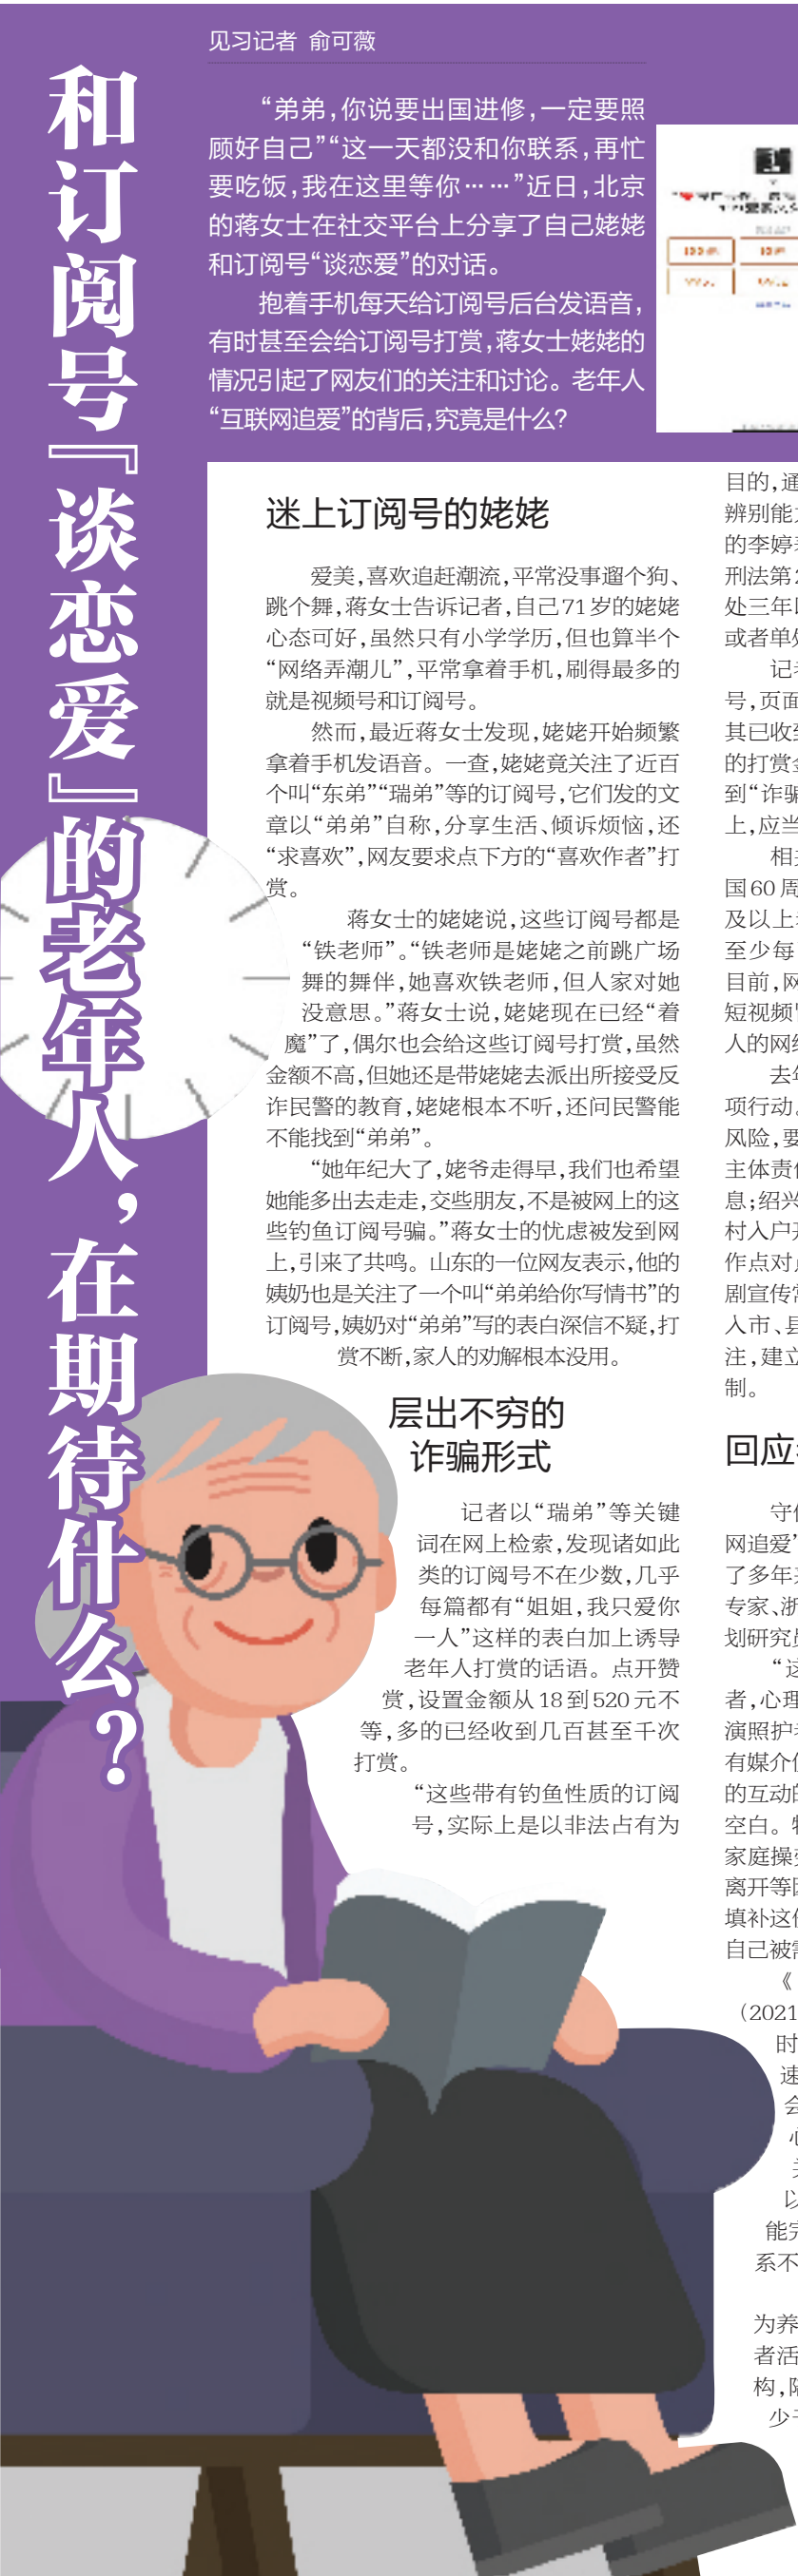 和订阅号『谈恋爱』的老年人，在期待什么？
见习记者 俞可薇
“弟弟，你说要出国进修，一定要照
顾好自己”“这一天都没和你联系，再忙
要吃饭，我在这里等你……”近日，北京
的蒋女士在社交平台上分享了自己姥姥
和订阅号“谈恋爱”的对话。
抱着手机每天给订阅号后台发语音，
有时甚至会给订阅号打赏，蒋女士姥姥的
情况引起了网友们的关注和讨论。老年人
“互联网追爱”的背后，究竟是什么？
迷上订阅号的姥姥
爱美，喜欢追赶潮流，平常没事遛个狗、
跳个舞，蒋女士告诉记者，自己71岁的姥姥
心态可好，虽然只有小学学历，但也算半个
“网络弄潮儿”，平常拿着手机，刷得最多的
就是视频号和订阅号。
然而，最近蒋女士发现，姥姥开始频繁
拿着手机发语音。一查，姥姥竟关注了近百
个叫“东弟”“瑞弟”等的订阅号，它们发的文
章以“弟弟”自称，分享生活、倾诉烦恼，还
“求喜欢”，网友要求点下方的“喜欢作者”打
赏。
蒋女士的姥姥说，这些订阅号都是
“铁老师”。“铁老师是姥姥之前跳广场
舞的舞伴，她喜欢铁老师，但人家对她
没意思。”蒋女士说，姥姥现在已经“着
魔”了，偶尔也会给这些订阅号打赏，虽然
金额不高，但她还是带姥姥去派出所接受反
诈民警的教育，姥姥根本不听，还问民警能
不能找到“弟弟”。
“她年纪大了，姥爷走得早，我们也希望
她能多出去走走，交些朋友，不是被网上的这
些钓鱼订阅号骗。”蒋女士的忧虑被发到网
上，引来了共鸣。山东的一位网友表示，他的
姨奶也是关注了一个叫“弟弟给你写情书”的
订阅号，姨奶对“弟弟”写的表白深信不疑，打
赏不断，家人的劝解根本没用。
层出不穷的
诈骗形式
记者以“瑞弟”等关键
词在网上检索，发现诸如此
类的订阅号不在少数，几乎
每篇都有“姐姐，我只爱你
一人”这样的表白加上诱导
老年人打赏的话语。点开赞
赏，设置金额从18到520元不
等，多的已经收到几百甚至千次
打赏。
“这些带有钓鱼性质的订阅
号，实际上是以非法占有为
目的，通
辨别能
的李婷
刑法第
处三年
或者单
记
号，页面
其已收
的打赏
到“诈骗
上，应当
相
国60周
及以上
至少每
目前，网
短视频
人的网
去
项行动。
风险，要
主体责
息；绍兴
村入户
作点对
剧宣传
入市、县
注，建立
制。
回应
守
网追爱”
了多年
专家、浙
划研究
“这
者，心理
演照护
有媒介
的互动
空白。
家庭操
离开等
填补这
自己被
《
（2021
时
速
会
以
能
系不
为养
者活
构，
少